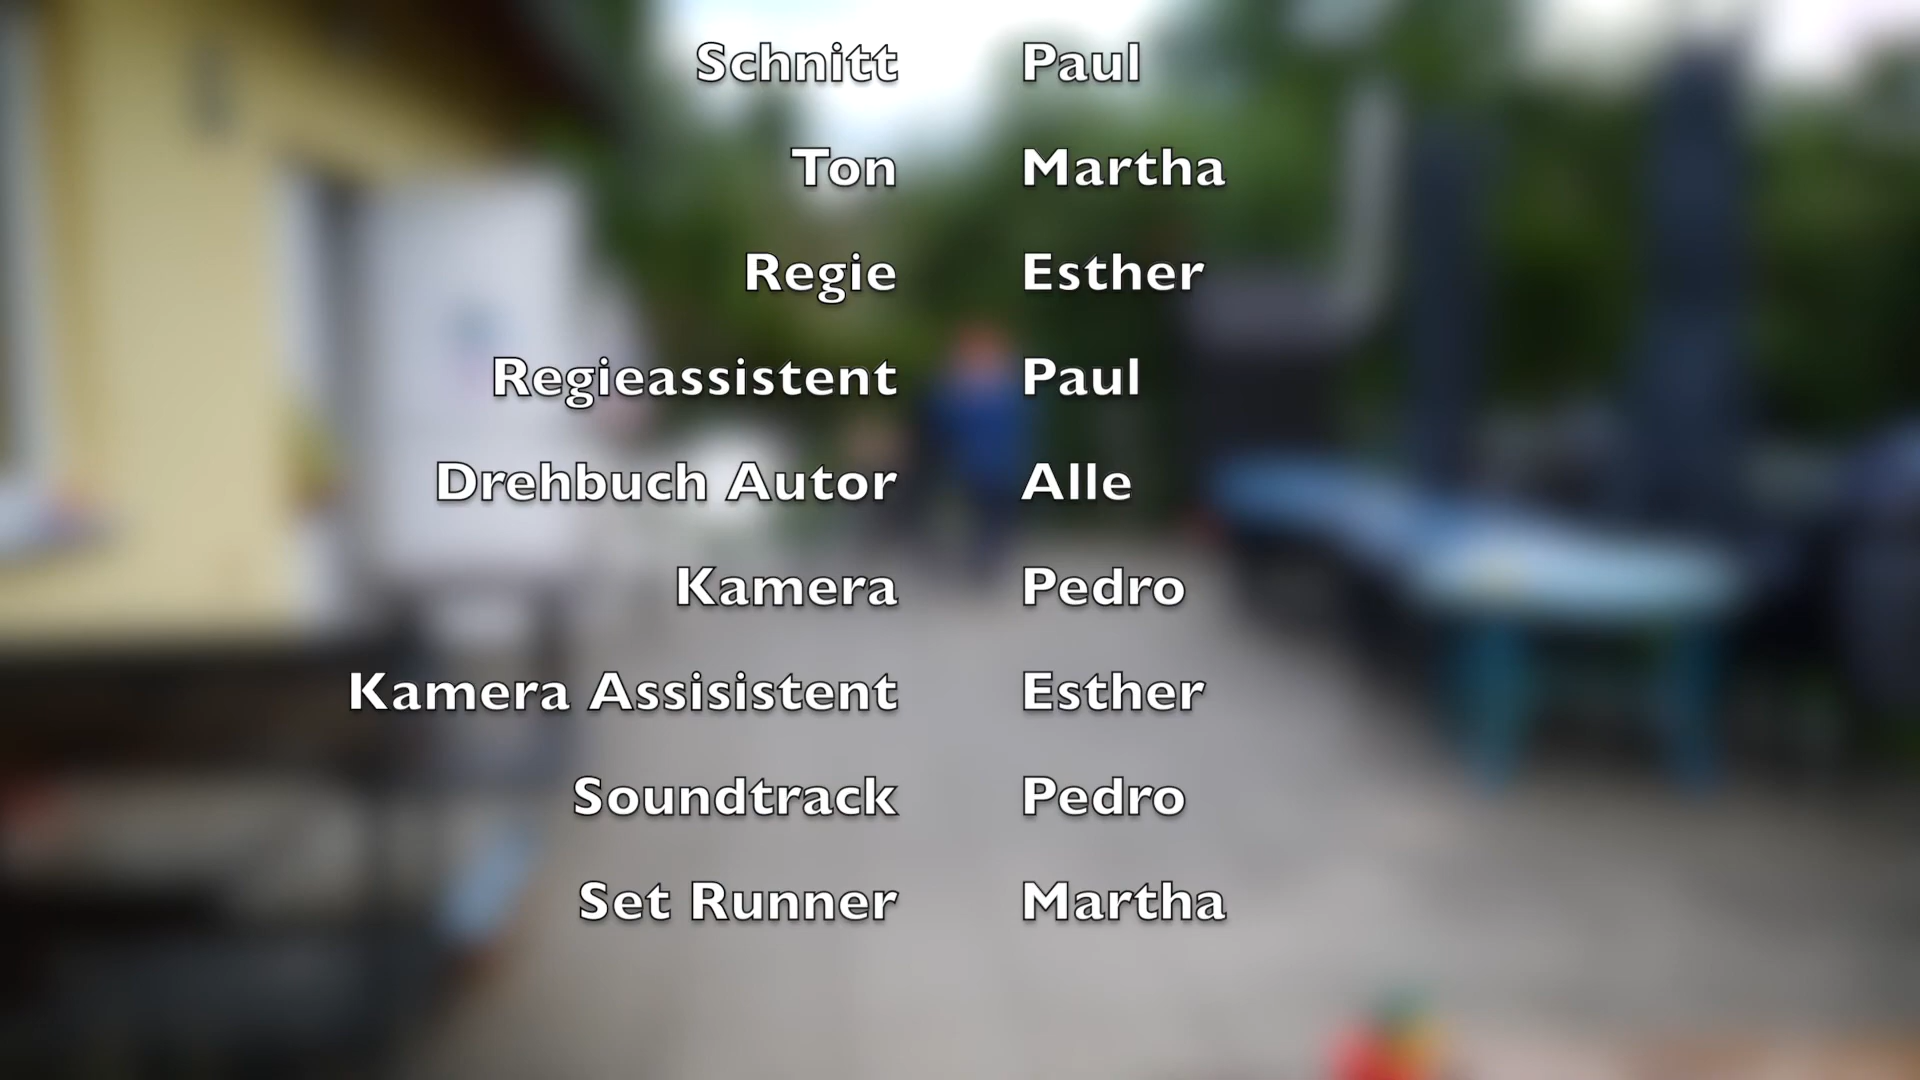 Schnitt Paul
Ton Martha
Regie Esther
Regieassistent Paul
Drehbuch Autor Alle
Kamera Pedro
Kamera Assisistent Esther
Soundtrack Pedro
Set Runner Martha